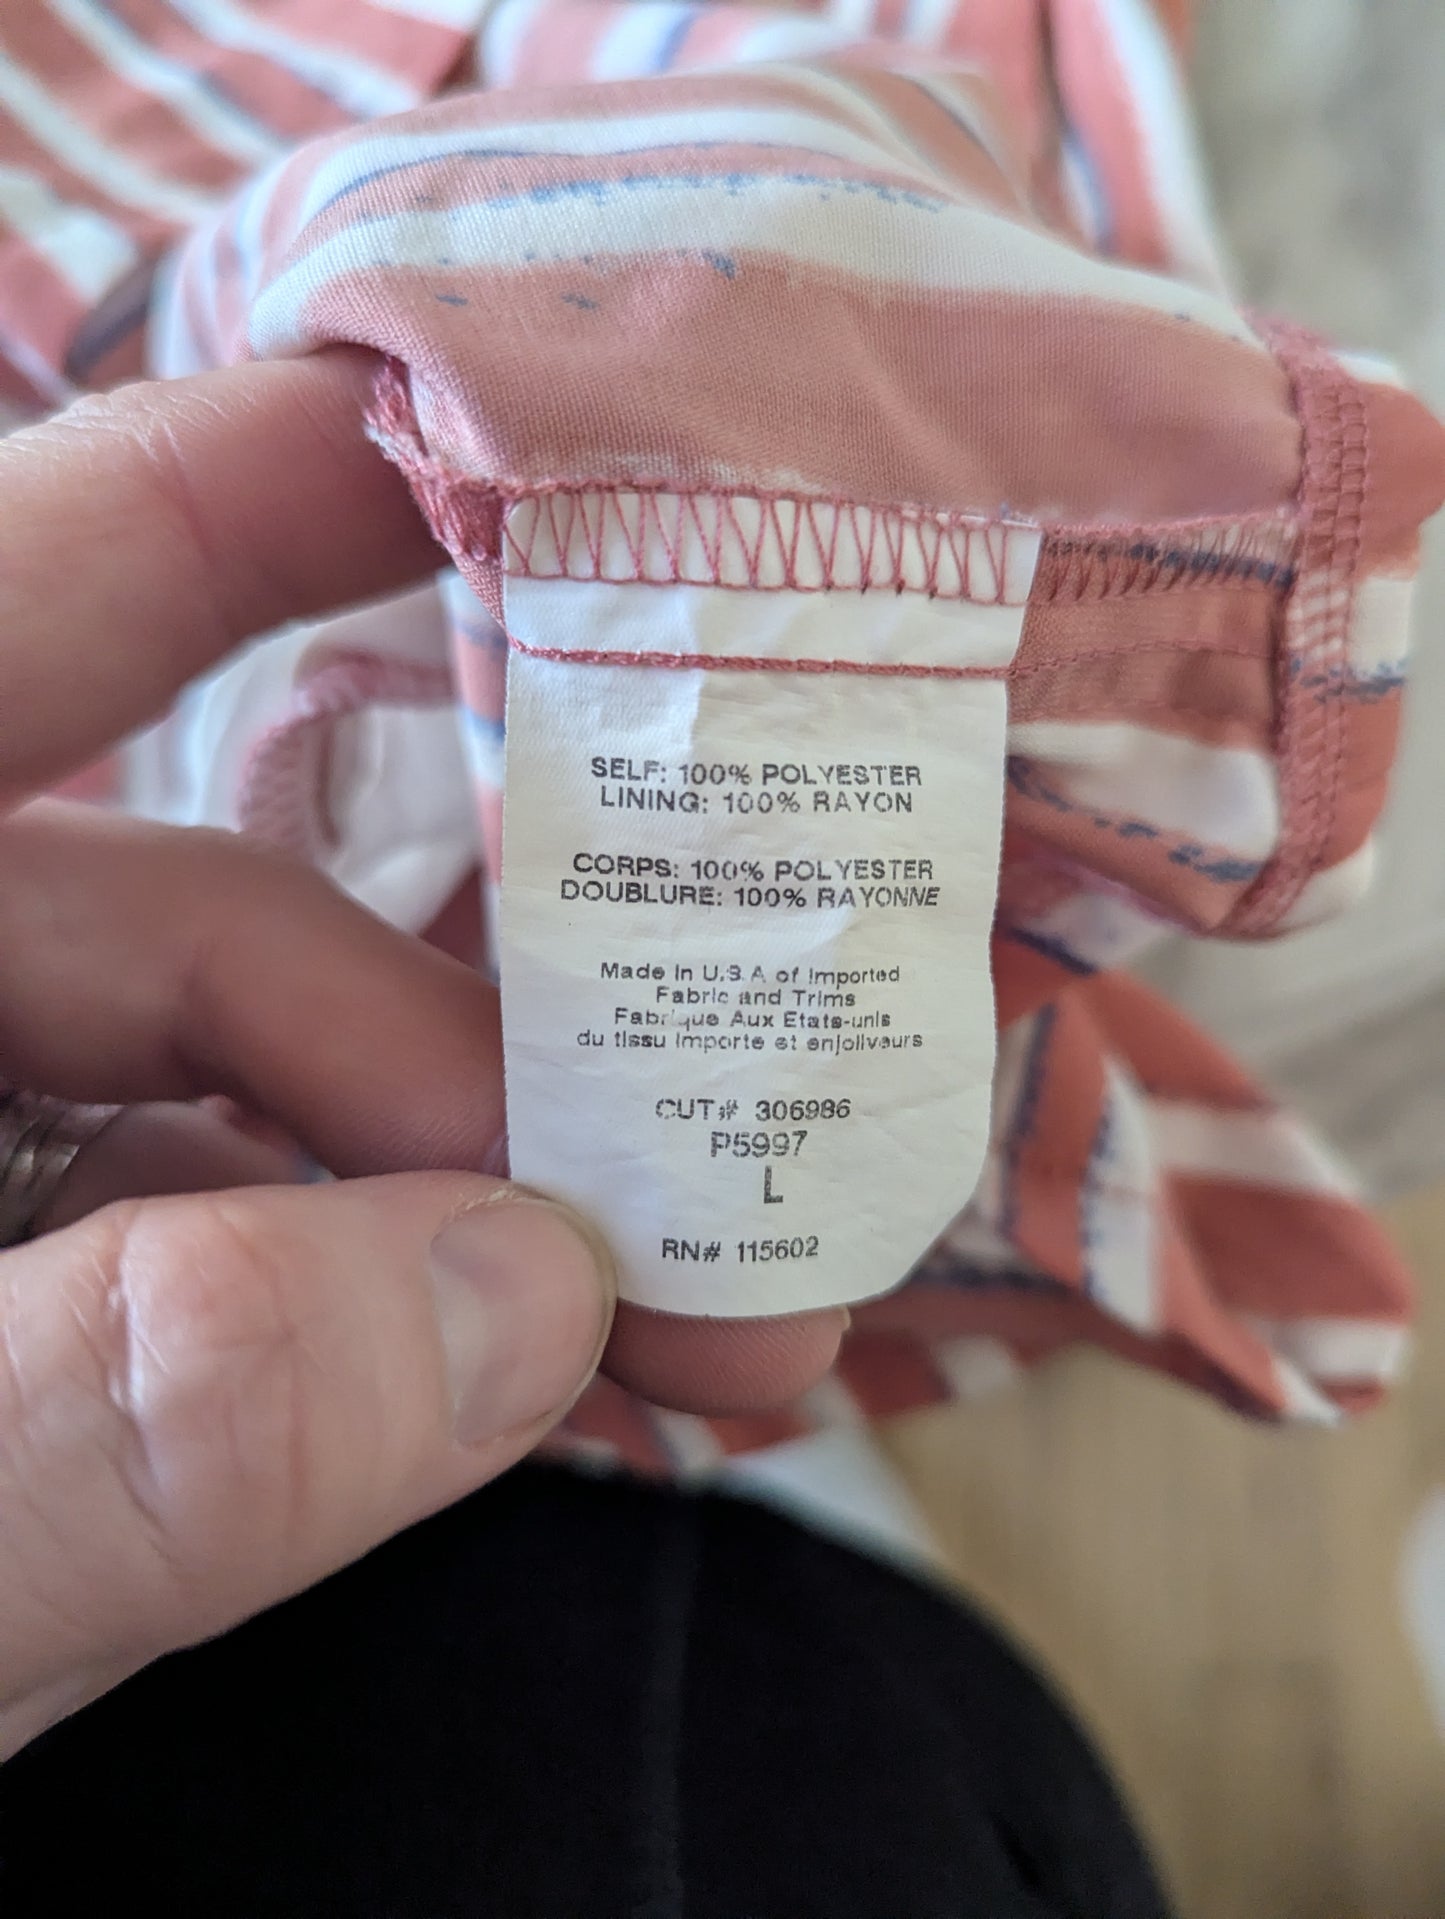 SELF: 100% POLYESTER
LINING: 100% RAYON
CORPS: 100% POLYESTER
DOUBLURE: 100% RAYONNE
Made in U.S.A of Imported
Fabric and Trims
Fabrique Aux Etats-unis
du tissu importe et enjoliveurs
CUT# 306986
P5997
L
RN# 115602